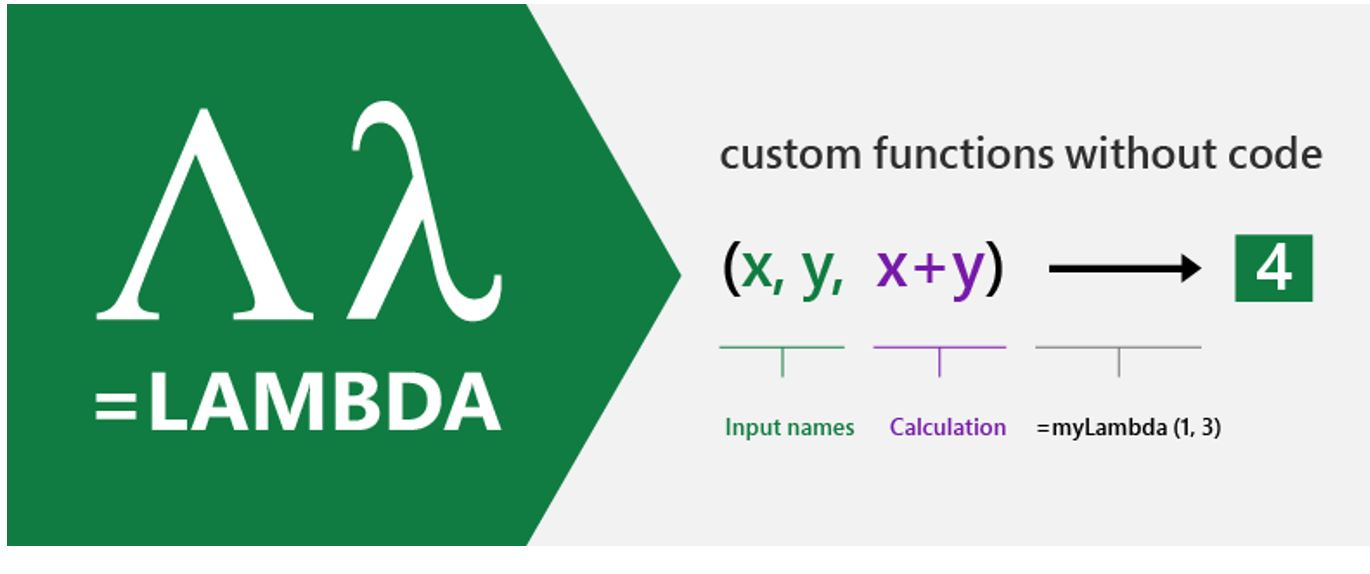 Λλ
=LAMBDA
custom functions without code
(x, y, x+y) 4
Input names Calculation =myLambda (1, 3)